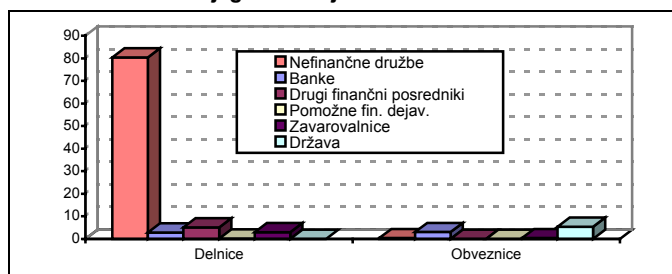 90
80
70
60
50
40
30
20
10
0
Nefinančne družbe
Banke
Drugi finančni posredniki
Pomožne fin. dejav.
Zavarovalnice
Država
Delnice
Obveznice